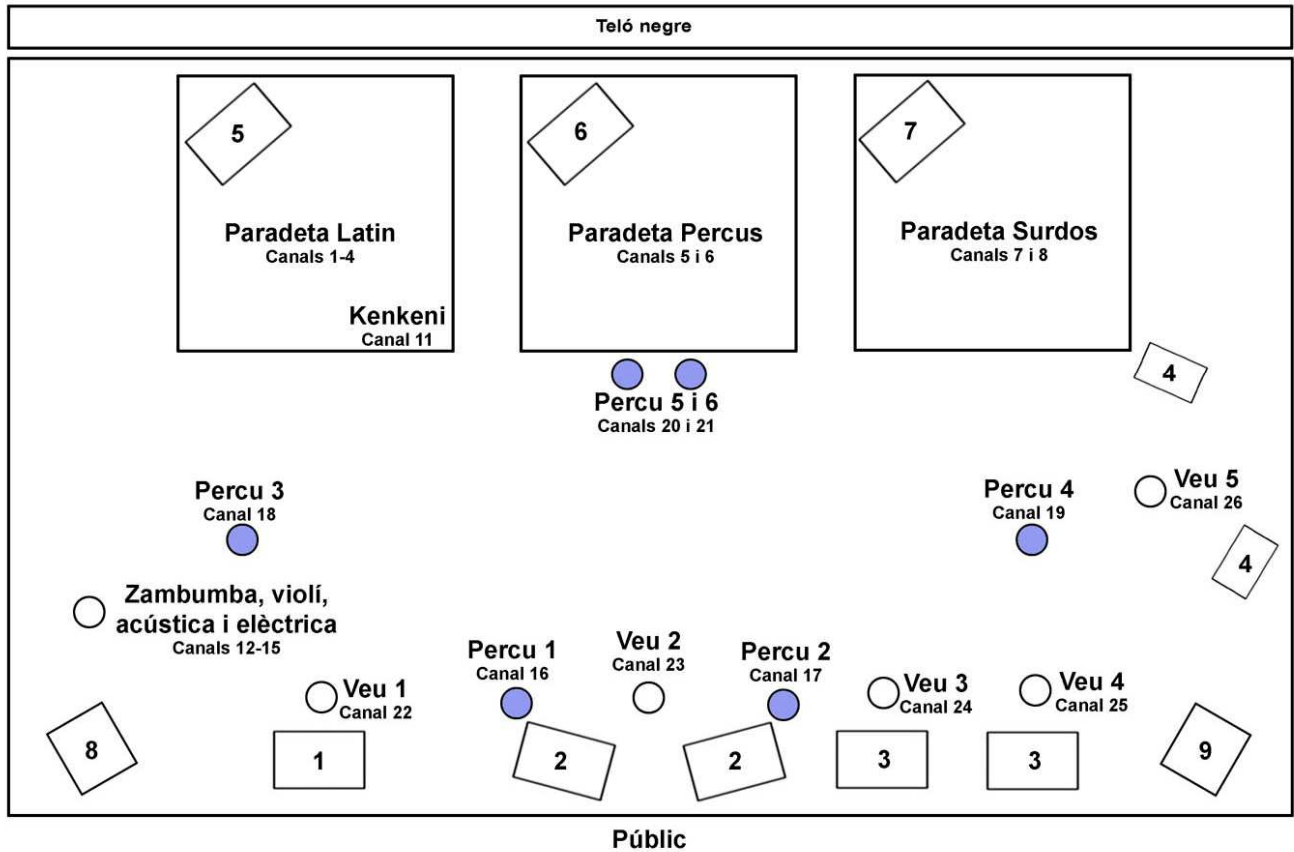 Teló negre
5
6
7
Paradeta Latin
Canals 1-4
Paradeta Percus
Canals 5 i 6
Paradeta Surdos
Canals 7 i 8
Kenkeni
Canal 11
4
Percu 5 i 6
Canals 20 i 21
Percu 3
Canal 18
Percu 4
Canal 19
Veu 5
Canal 26
4
Zambumba, violí,
acústica i elèctrica
Canals 12-15
Percu 1
Canal 16
Veu 2
Canal 23
Percu 2
Canal 17
Veu 1
Canal 22
Veu 3
Canal 24
Veu 4
Canal 25
8
1
2
2
3
3
9
Públic